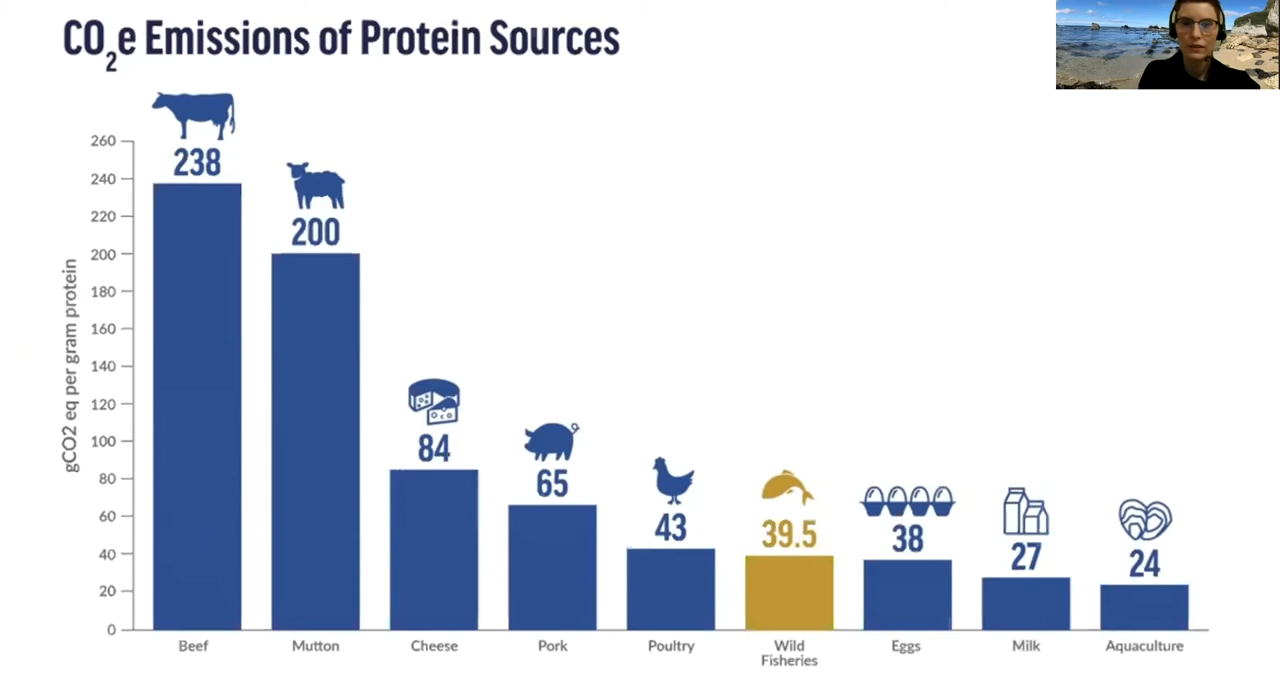 CO₂e Emissions of Protein Sources
gCO2 eq per gram protein
260
240
220
200
180
160
140
120
100
80
60
40
20
0
238
200
84
65
43
39.5
38
27
24
Beef
Mutton
Cheese
Pork
Poultry
Wild
Fisheries
Eggs
Milk
Aquaculture